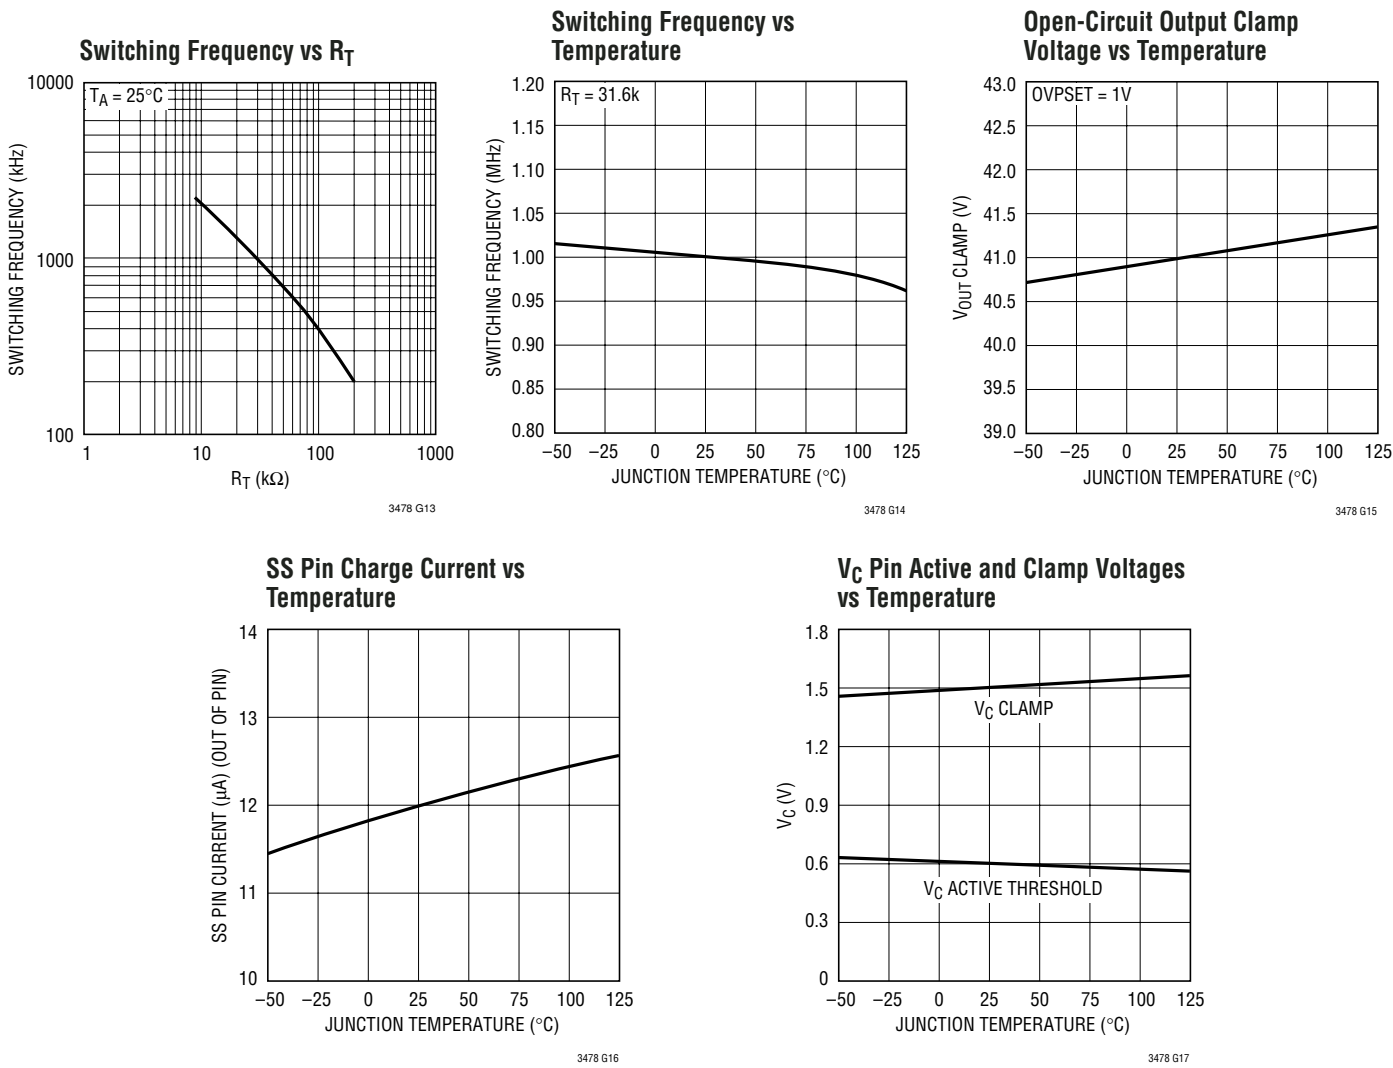 Switching Frequency vs RT
TA = 25°C
SWITCHING FREQUENCY (kHz)
10000
1000
100
1 10 100 1000
RT (kΩ)
3478 G13
Switching Frequency vs
Temperature
RT = 31.6k
SWITCHING FREQUENCY (MHz)
1.20
1.15
1.10
1.05
1.00
0.95
0.90
0.85
0.80
–50 –25 0 25 50 75 100 125
JUNCTION TEMPERATURE (°C)
3478 G14
Open-Circuit Output Clamp
Voltage vs Temperature
OVPSET = 1V
VOUT CLAMP (V)
43.0
42.5
42.0
41.5
41.0
40.5
40.0
39.5
39.0
–50 –25 0 25 50 75 100 125
JUNCTION TEMPERATURE (°C)
3478 G15
SS Pin Charge Current vs
Temperature
SS PIN CURRENT (µA) (OUT OF PIN)
14
13
12
11
10
–50 –25 0 25 50 75 100 125
JUNCTION TEMPERATURE (°C)
3478 G16
VC Pin Active and Clamp Voltages
vs Temperature
VC (V)
1.8
1.5
1.2
0.9
0.6
0.3
0
VC CLAMP
VC ACTIVE THRESHOLD
–50 –25 0 25 50 75 100 125
JUNCTION TEMPERATURE (°C)
3478 G17